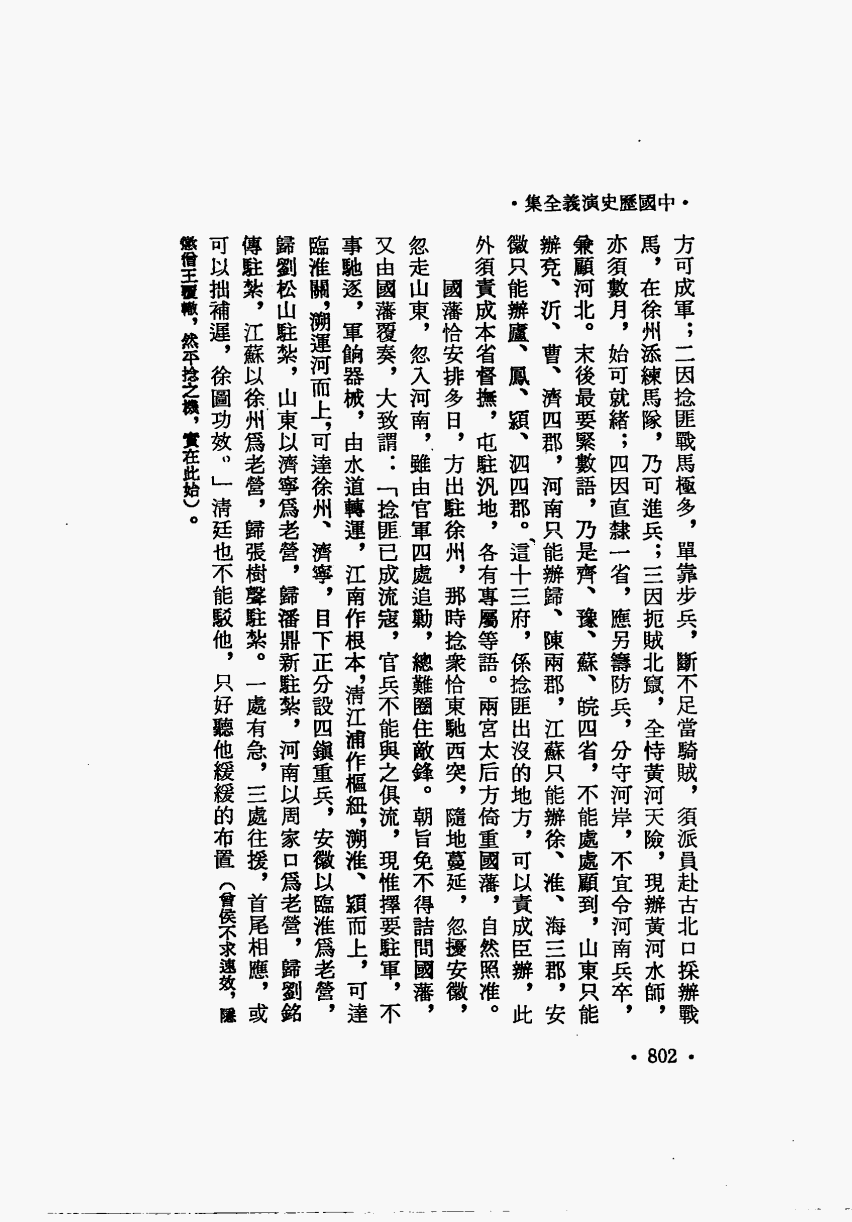 •中國歷史演義全集•
方可成軍；二因捻匪戰馬極多，單靠步兵，斷不足當騎賊，須派員赴古北口採辦戰
馬，在徐州添練馬隊，乃可進兵；三因扼賊北竄，全恃黃河天險，現辦黃河水師，
亦須數月，始可就緒；四因直隸一省，應另籌防兵，分守河岸，不宜令河南兵卒，
兼顧河北。末後最要緊數語，乃是齊、豫、蘇、皖四省，不能處處顧到，山東只能
辦兗、沂、曹、濟四郡，河南只能辦歸、陳兩郡，江蘇只能辦徐、淮、海三郡，安
徽只能辦廬、鳳、潁、泗四郡。這十三府，係捻匪出沒的地方，可以責成臣辦，此
外須責成本省督撫，屯駐汛地，各有專屬等語。兩宮太后方倚重國藩，自然照准。
國藩恰安排多日，方出駐徐州，那時捻眾恰東馳西突，隨地蔓延，忽擾安徽，
忽走山東，忽入河南，雖由官軍四處追勦，總難圈住敵鋒。朝旨免不得詰問國藩，
又由國藩覆奏，大致謂：「捻匪已成流寇，官兵不能與之俱流，現惟擇要駐軍，不
事馳逐，軍餉器械，由水道轉運，江南作根本，清江浦作樞紐，溯淮、潁而上，可達
臨淮關，溯運河而上，可達徐州、濟寧，目下正分設四鎮重兵，安徽以臨淮爲老營，
歸劉松山駐紮，山東以濟寧爲老營，歸潘鼎新駐紮，河南以周家口爲老營，歸劉銘
傳駐紮，江蘇以徐州爲老營，歸張樹聲駐紮。一處有急，三處往援，首尾相應，或
可以拙補遲，徐圖功效。」清廷也不能駁他，只好聽他緩緩的布置（曾侯不求速效，隱
懲僧王覆轍，然平捻之機，實在此始）。
•802•